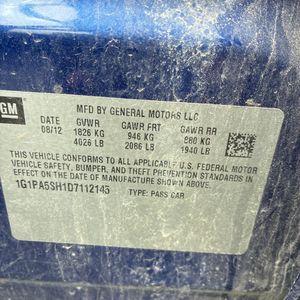 GM
MFD BY GENERAL MOTORS LLC
DATE GVWR GAWR FRT GAWR RR
08/12 1826 KG 946 KG 880 KG
4026 LB 2086 LB 1940 LB
THIS VEHICLE CONFORMS TO ALL APPLICABLE U.S. FEDERAL MOTOR
VEHICLE SAFETY, BUMPER, AND THEFT PREVENTION STANDARDS IN
EFFECT ON THE DATE OF MANUFACTURE SHOWN ABOVE.
1G1PA5SH1D7112145
TYPE: PASS CAR